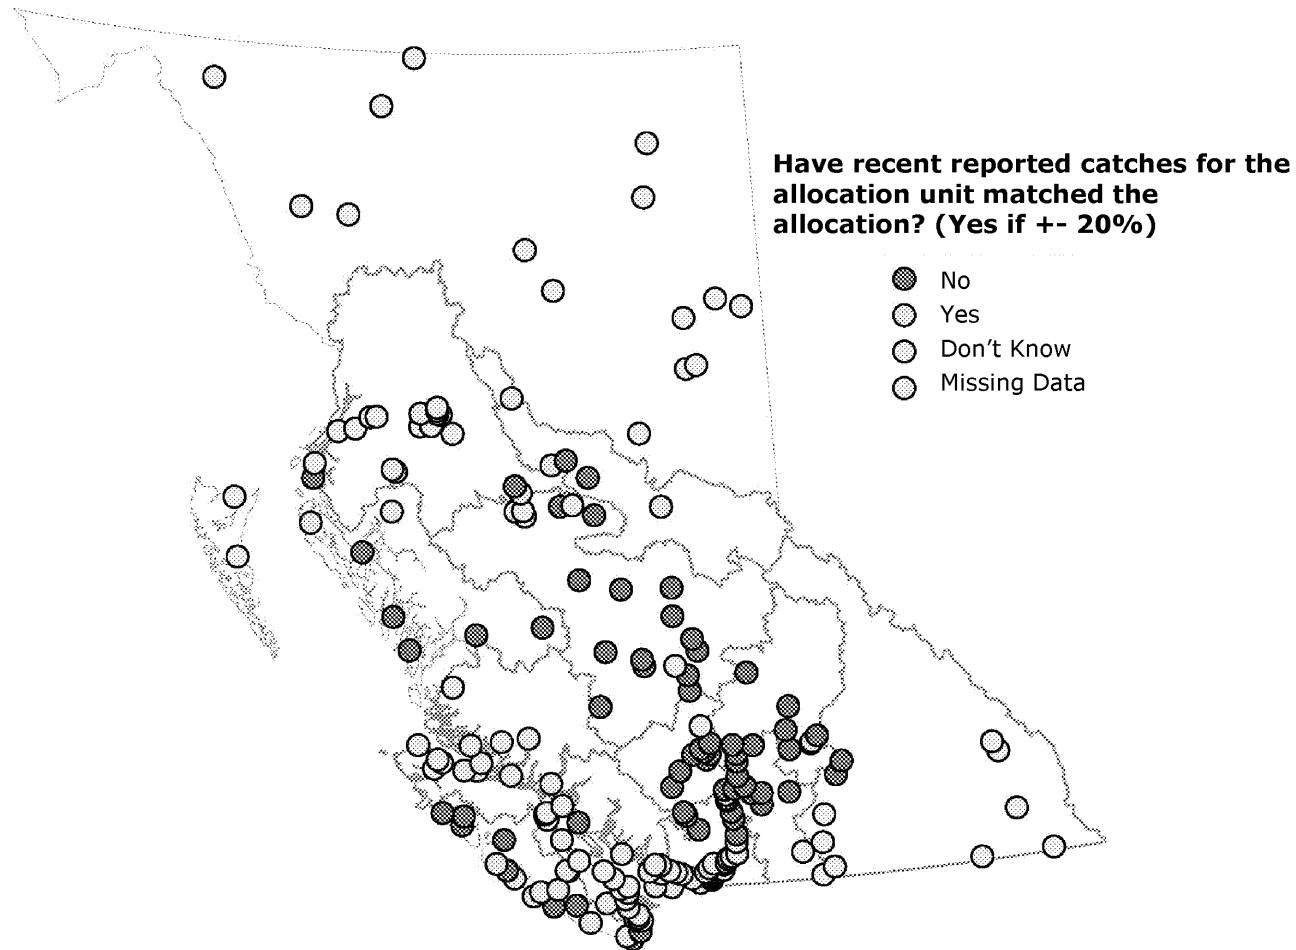 Have recent reported catches for the
allocation unit matched the
allocation? (Yes if +- 20%)
No
Yes
Don't Know
Missing Data